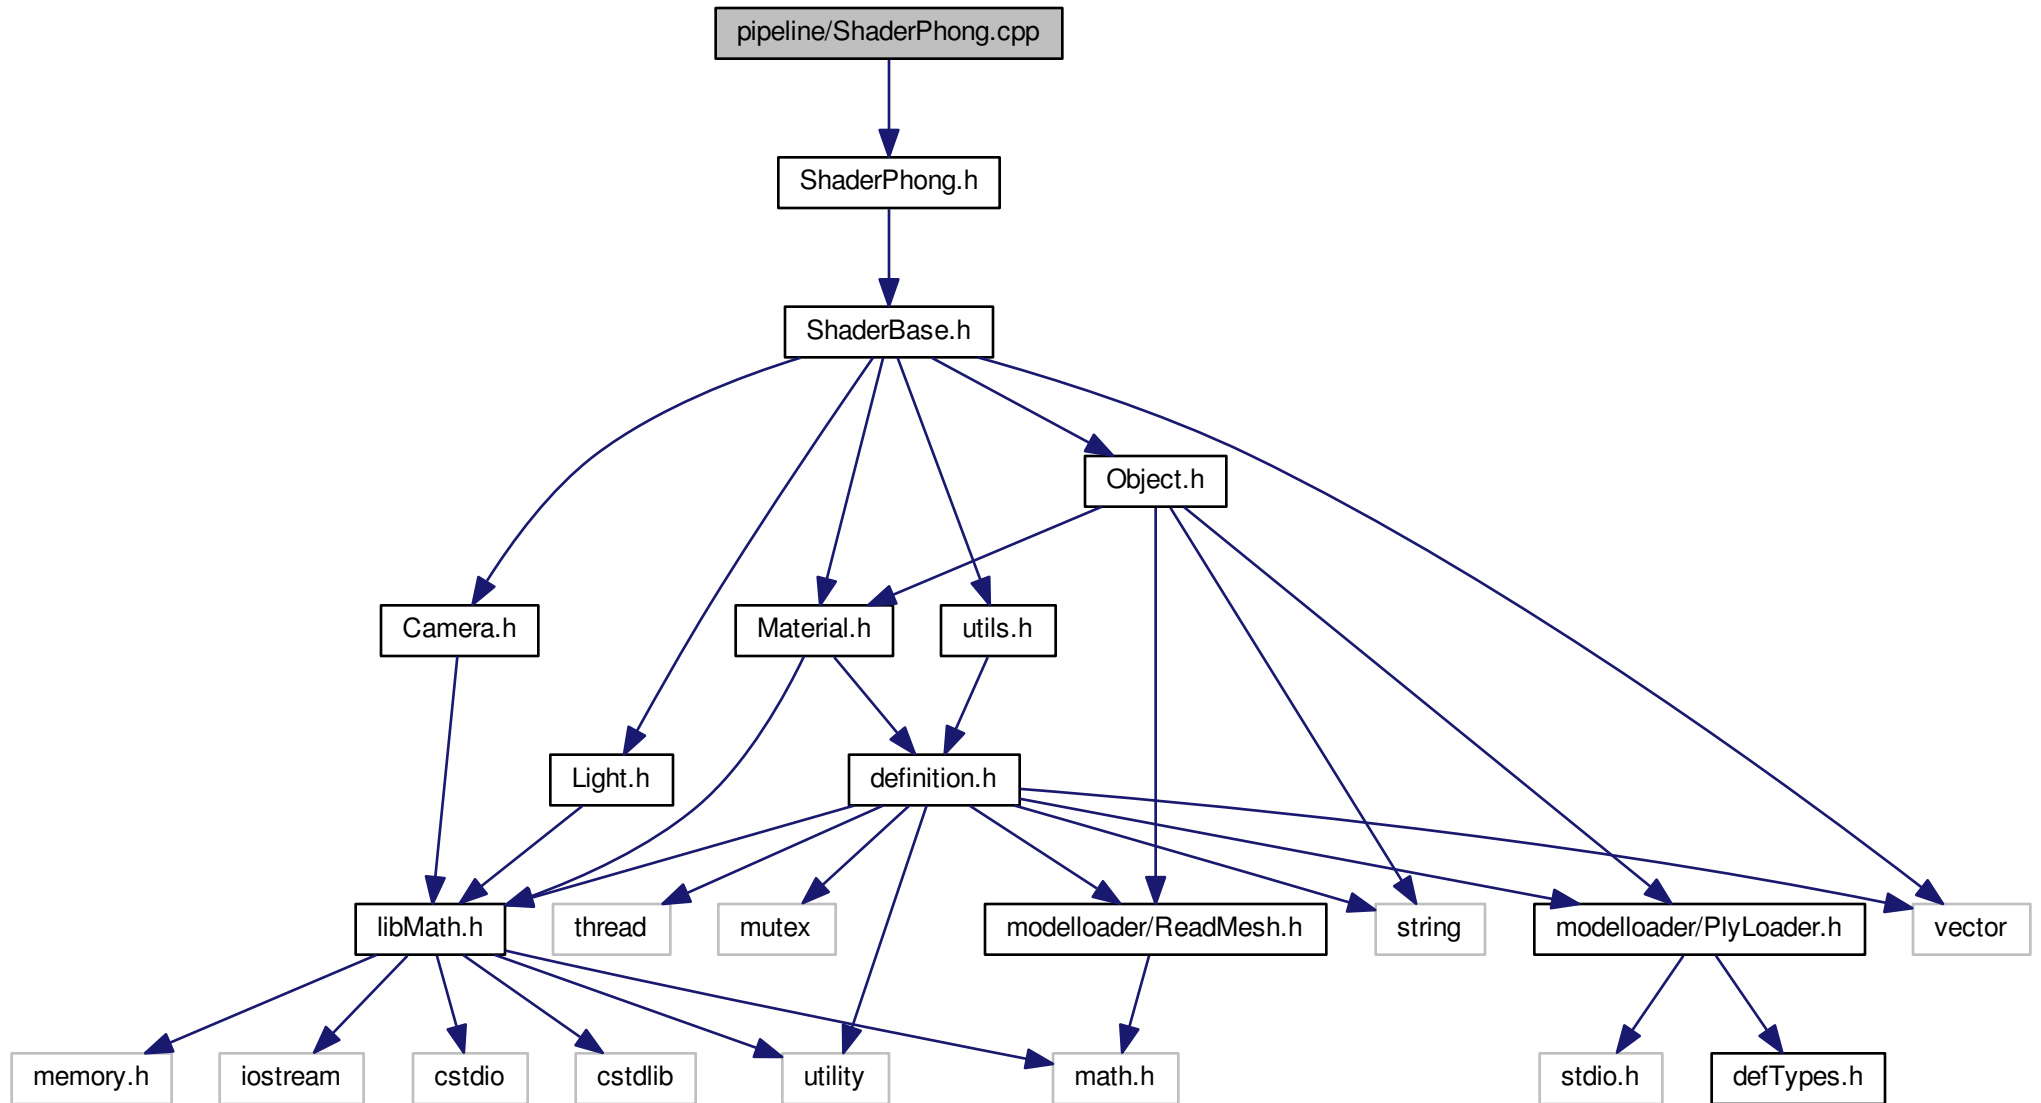 pipeline/ShaderPhong.cpp
ShaderPhong.h
ShaderBase.h
Object.h
Camera.h
Material.h
utils.h
Light.h
definition.h
libMath.h
thread
mutex
modelloader/ReadMesh.h
string
modelloader/PlyLoader.h
vector
memory.h
iostream
cstdio
cstdlib
utility
math.h
stdio.h
defTypes.h